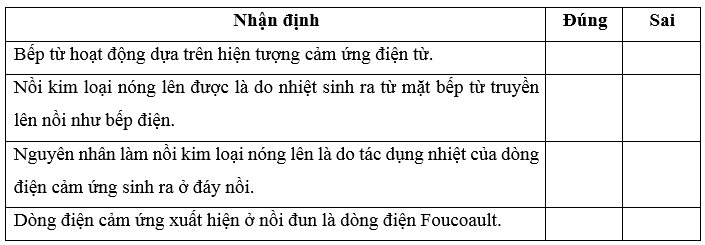 Nhận định Đúng Sai
Bếp từ hoạt động dựa trên hiện tượng cảm ứng điện từ.
Nồi kim loại nóng lên được là do nhiệt sinh ra từ mặt bếp từ truyền
lên nồi như bếp điện.
Nguyên nhân làm nồi kim loại nóng lên là do tác dụng nhiệt của dòng
điện cảm ứng sinh ra ở đáy nồi.
Dòng điện cảm ứng xuất hiện ở nồi đun là dòng điện Foucoault.